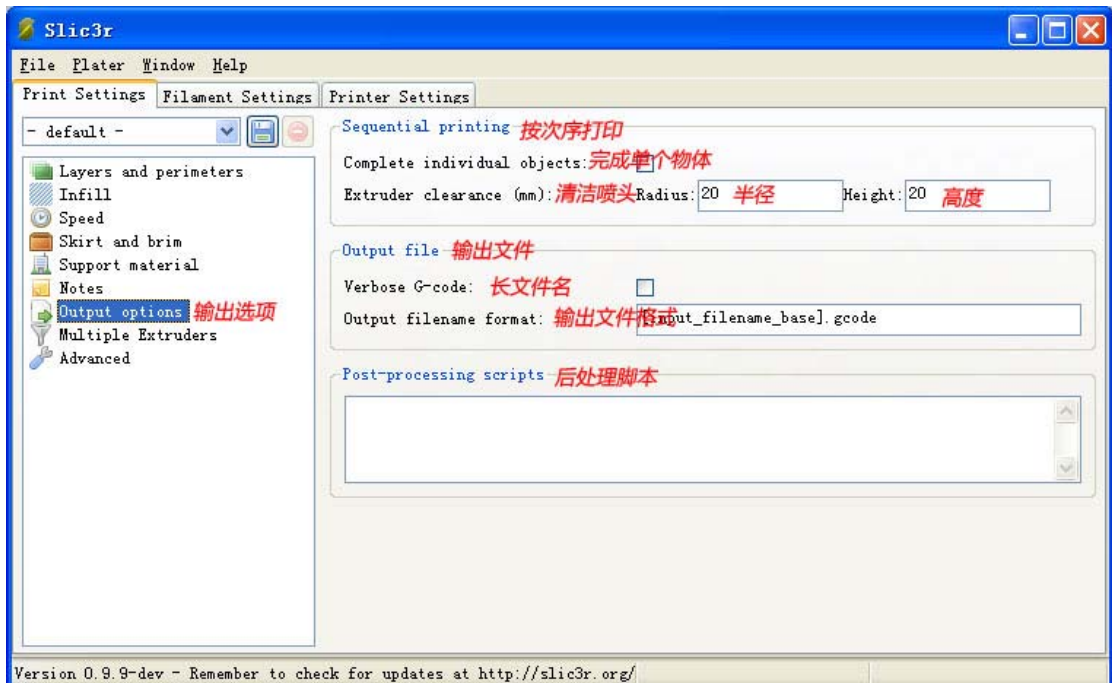 Slic3r
File Plater Window Help
Print Settings Filament Settings Printer Settings
- default -
Layers and perimeters
Infill
Speed
Skirt and brim
Support material
Notes
Output options 输出选项
Multiple Extruders
Advanced
Sequential printing 按次序打印
Complete individual objects: 完成单个物体
Extruder clearance (mm): 清洁喷头 Radius: 20 半径 Height: 20 高度
Output file 输出文件
Verbose G-code: 长文件名
Output filename format: 输出文件格式 [input_filename_base].gcode
Post-processing scripts 后处理脚本
Version 0.9.9-dev - Remember to check for updates at http://slic3r.org/